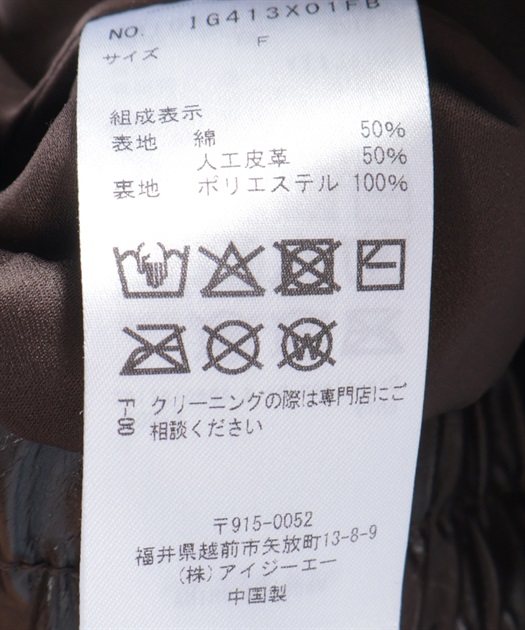 NO. IG413X01FB
サイズ F
組成表示
表地 綿 50%
人工皮革 50%
裏地 ポリエステル 100%
W
F-00 クリーニングの際は専門店にご
相談ください
〒915-0052
福井県越前市矢放町13-8-9
(株)アイジーエー
中国製